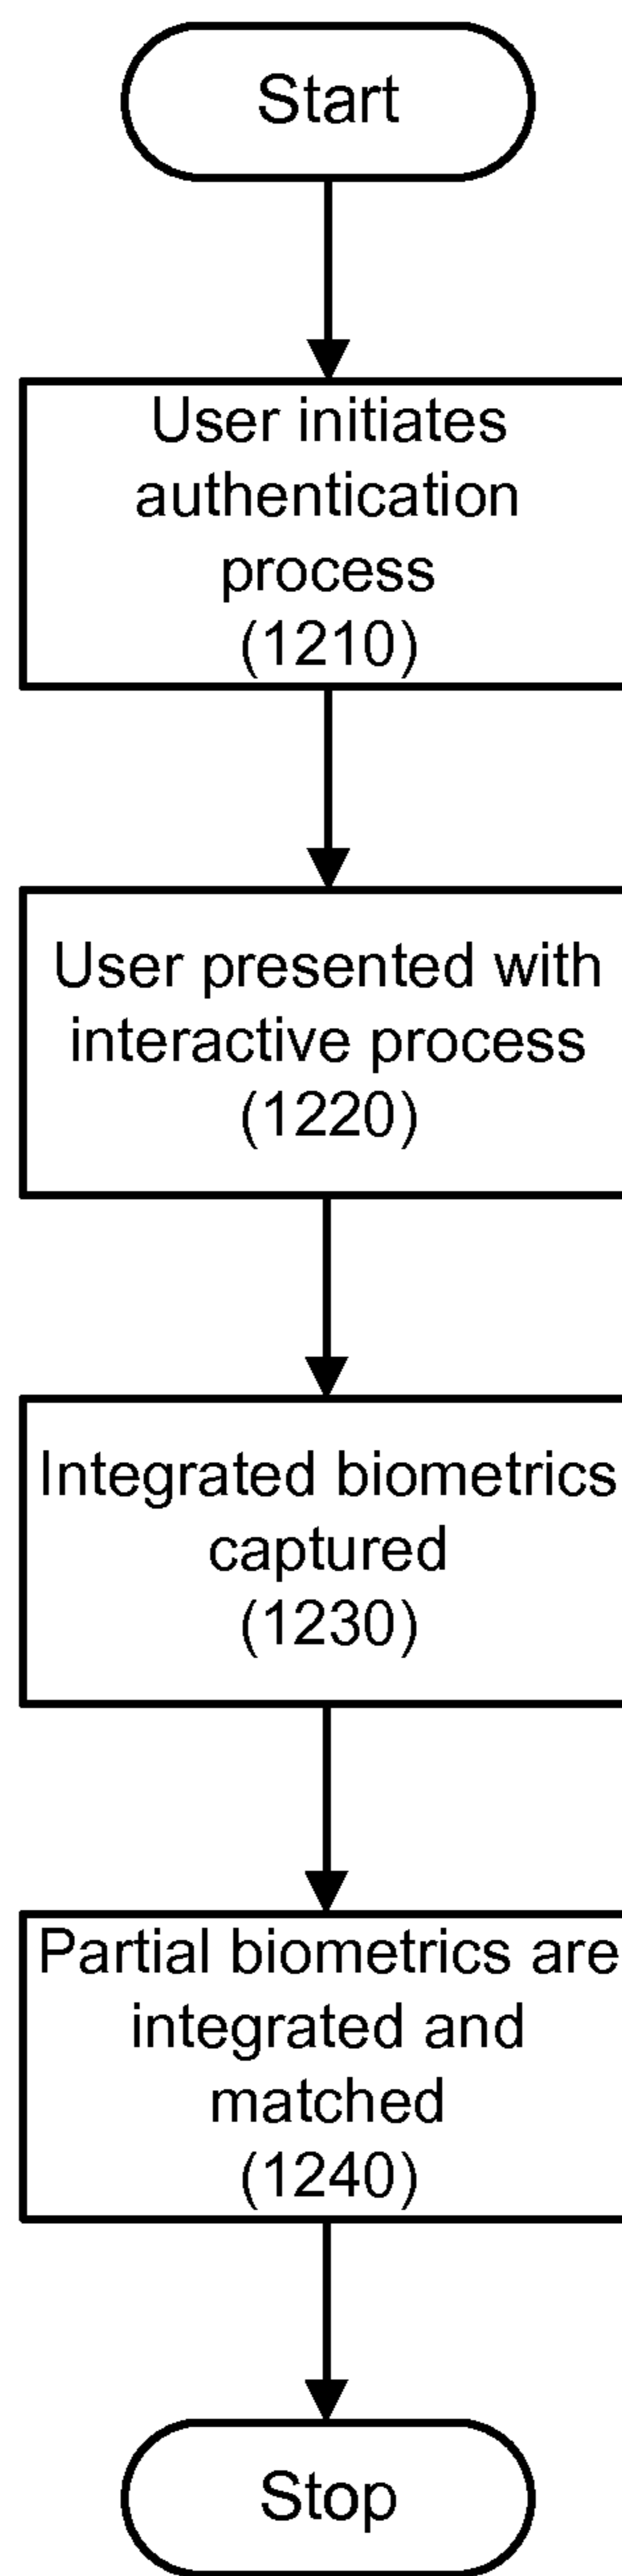 Start
User initiates
authentication
process
(1210)
User presented with
interactive process
(1220)
Integrated biometrics
captured
(1230)
Partial biometrics are
integrated and
matched
(1240)
Stop